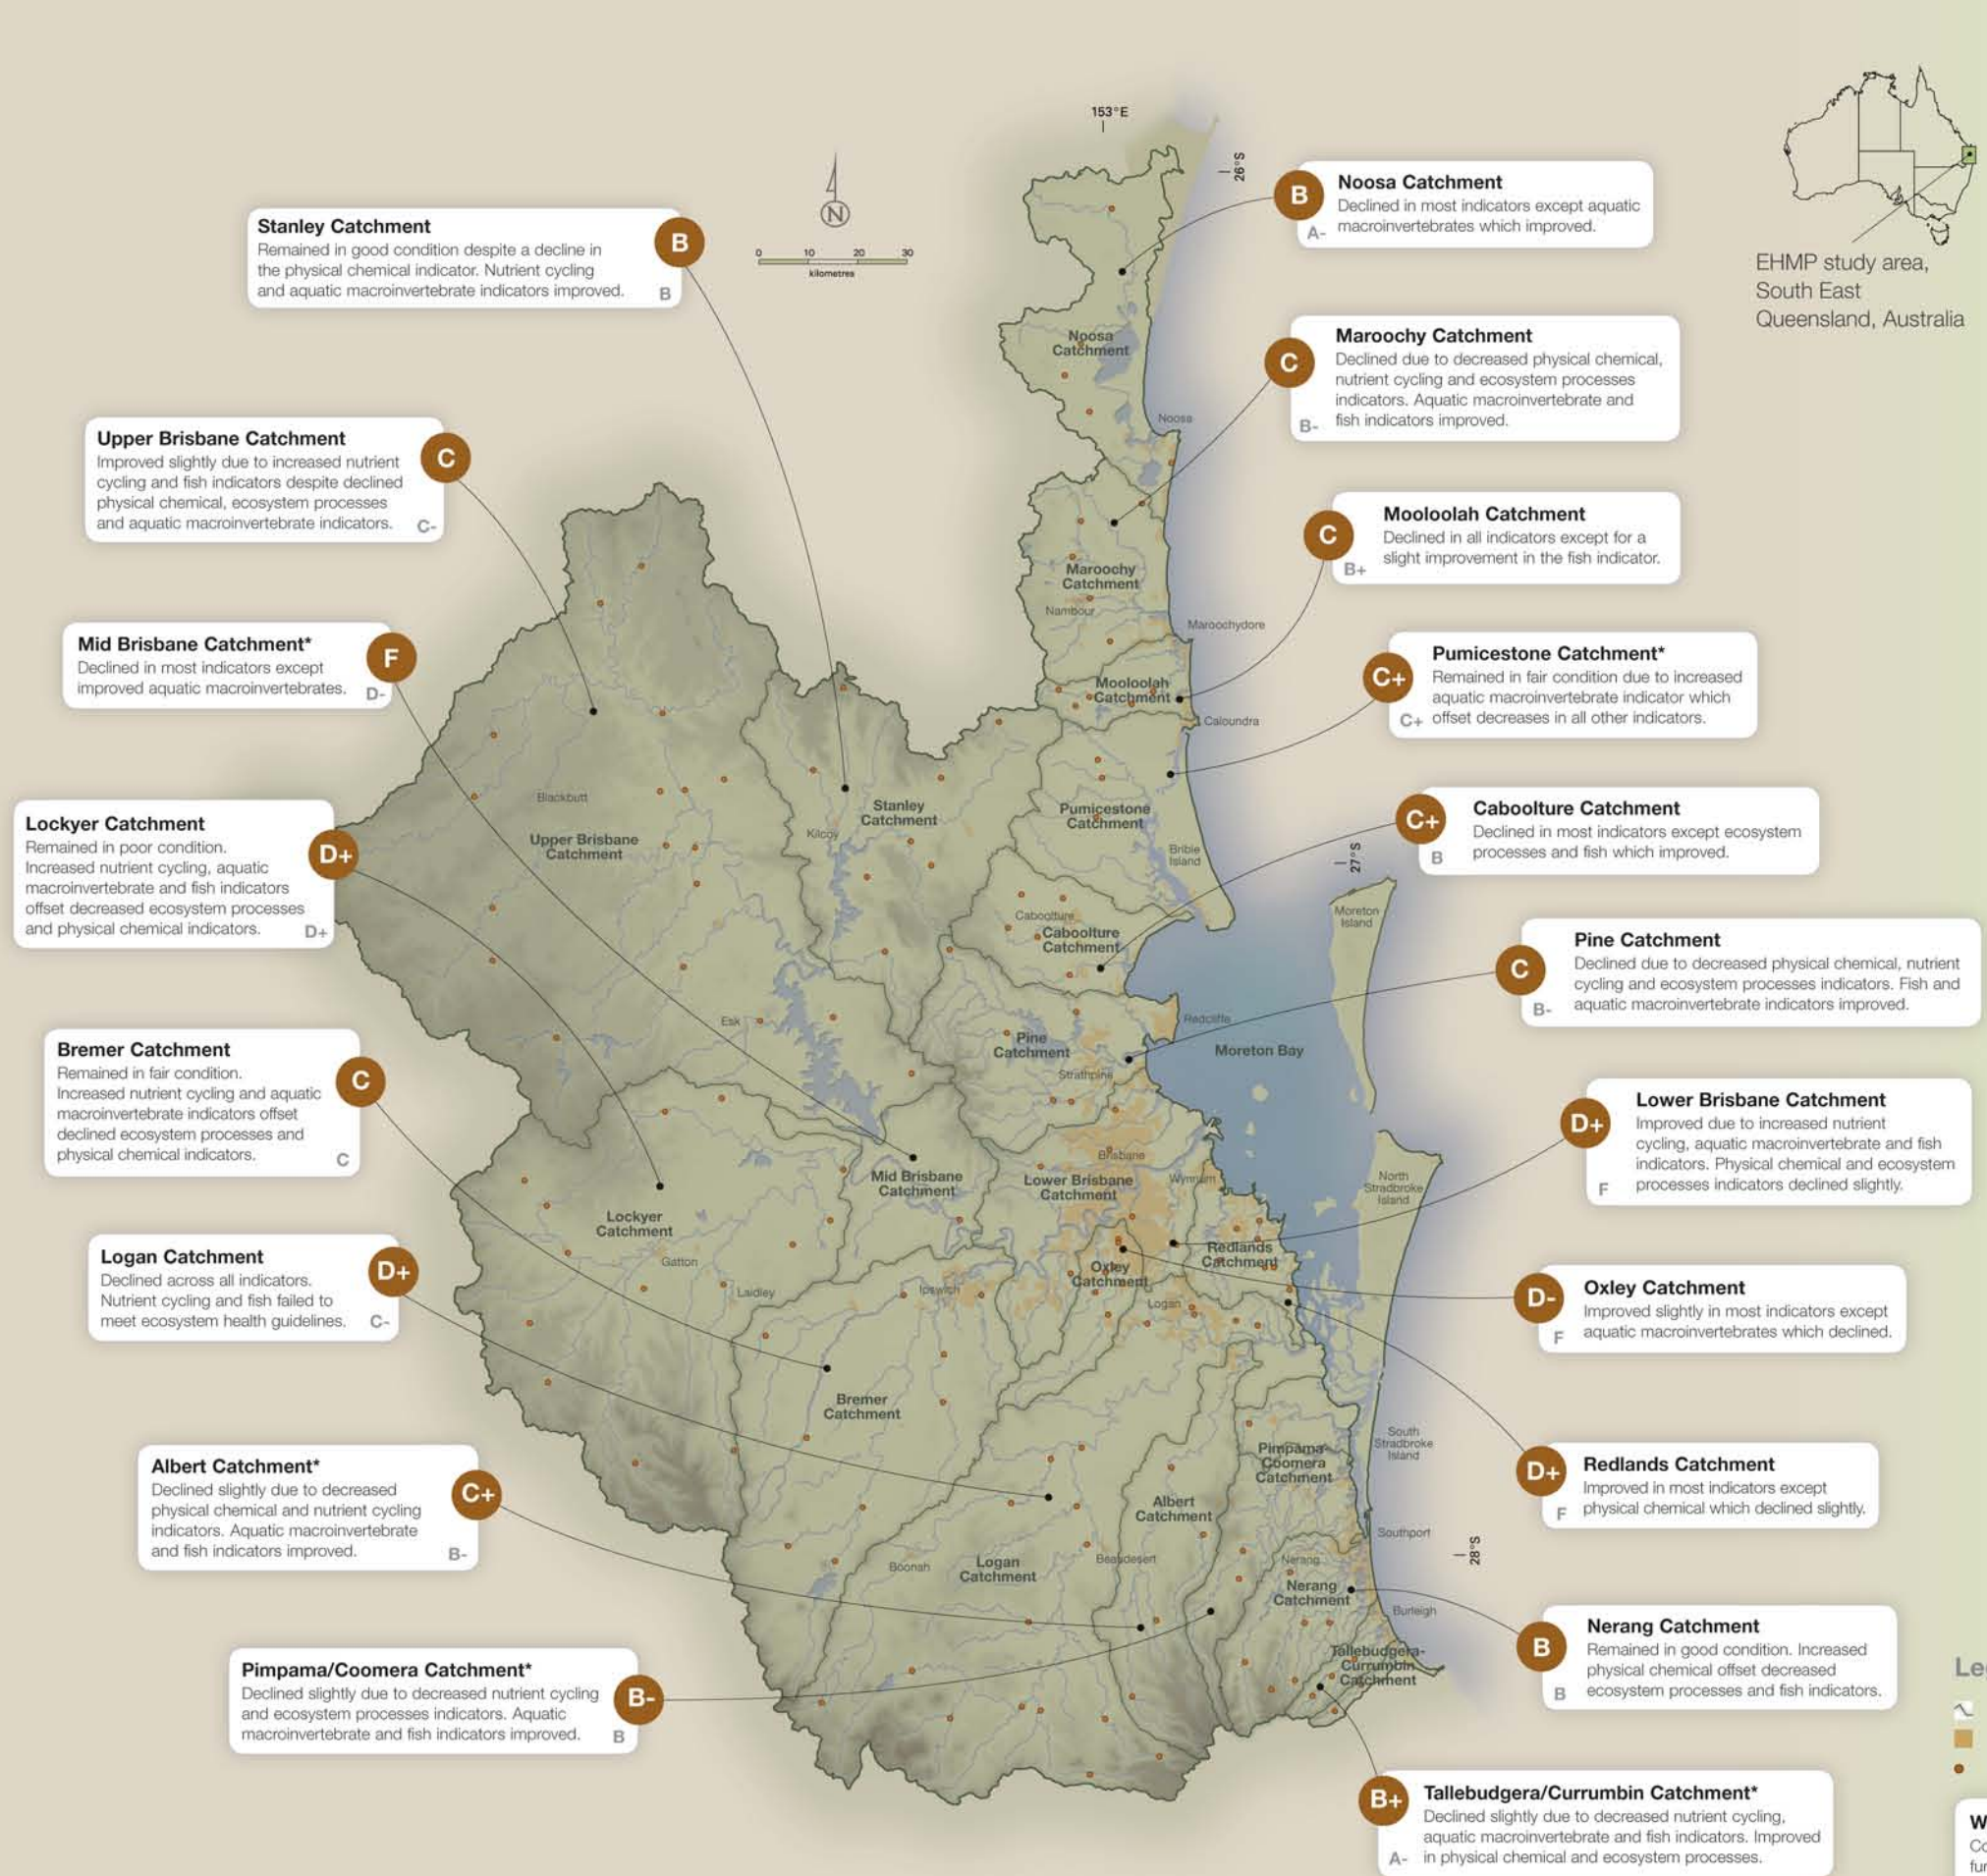 153°E
26°S
N
0 10 20 30
kilometres
EHMP study area,
South East
Queensland, Australia
Stanley Catchment
Remained in good condition despite a decline in
the physical chemical indicator. Nutrient cycling
and aquatic macroinvertebrate indicators improved.
B
B
Upper Brisbane Catchment
Improved slightly due to increased nutrient
cycling and fish indicators despite declined
physical chemical, ecosystem processes
and aquatic macroinvertebrate indicators.
C
C-
Mid Brisbane Catchment*
Declined in most indicators except
improved aquatic macroinvertebrates.
F
D-
Lockyer Catchment
Remained in poor condition.
Increased nutrient cycling, aquatic
macroinvertebrate and fish indicators
offset decreased ecosystem processes
and physical chemical indicators.
D+
D+
Bremer Catchment
Remained in fair condition.
Increased nutrient cycling and aquatic
macroinvertebrate indicators offset
declined ecosystem processes and
physical chemical indicators.
C
C
Logan Catchment
Declined across all indicators.
Nutrient cycling and fish failed to
meet ecosystem health guidelines.
D+
C-
Albert Catchment*
Declined slightly due to decreased
physical chemical and nutrient cycling
indicators. Aquatic macroinvertebrate
and fish indicators improved.
C+
B-
Pimpama/Coomera Catchment*
Declined slightly due to decreased nutrient cycling
and ecosystem processes indicators. Aquatic
macroinvertebrate and fish indicators improved.
B-
B
B
Noosa Catchment
Declined in most indicators except aquatic
macroinvertebrates which improved.
A-
C
Maroochy Catchment
Declined due to decreased physical chemical,
nutrient cycling and ecosystem processes
indicators. Aquatic macroinvertebrate and
fish indicators improved.
B-
C
Mooloolah Catchment
Declined in all indicators except for a
slight improvement in the fish indicator.
B+
C+
Pumicestone Catchment*
Remained in fair condition due to increased
aquatic macroinvertebrate indicator which
offset decreases in all other indicators.
C+
C+
Caboolture Catchment
Declined in most indicators except ecosystem
processes and fish which improved.
B
C
Pine Catchment
Declined due to decreased physical chemical, nutrient
cycling and ecosystem processes indicators. Fish and
aquatic macroinvertebrate indicators improved.
B-
D+
Lower Brisbane Catchment
Improved due to increased nutrient
cycling, aquatic macroinvertebrate and fish
indicators. Physical chemical and ecosystem
processes indicators declined slightly.
F
D-
Oxley Catchment
Improved slightly in most indicators except
aquatic macroinvertebrates which declined.
F
D+
Redlands Catchment
Improved in most indicators except
physical chemical which declined slightly.
F
B
Nerang Catchment
Remained in good condition. Increased
physical chemical offset decreased
ecosystem processes and fish indicators.
B
B+
Tallebudgera/Currumbin Catchment*
Declined slightly due to decreased nutrient cycling,
aquatic macroinvertebrate and fish indicators. Improved
in physical chemical and ecosystem processes.
A-
Noosa
Catchment
Noosa
Maroochy
Catchment
Nambour
Maroochydore
Mooloolah
Catchment
Caloundra
Blackbutt
Upper Brisbane
Catchment
Stanley
Catchment
Kilcoy
Pumicestone
Catchment
Bribie
Island
27°S
Caboolture
Caboolture
Catchment
Moreton
Island
Esk
Pine
Catchment
Strathpine
Redcliffe
Moreton Bay
Brisbane
Mid Brisbane
Catchment
Lower Brisbane
Catchment
Wynnum
North
Stradbroke
Island
Lockyer
Catchment
Gatton
Laidley
Ipswich
Oxley
Catchment
Redlands
Catchment
Logan
Bremer
Catchment
South
Stradbroke
Island
Pimpama-
Coomera
Catchment
Albert
Catchment
Southport
28°S
Boonah
Logan
Catchment
Beaudesert
Nerang
Nerang
Catchment
Burleigh
Tallebudgera-
Currumbin
Catchment
Le
W
Co
fur